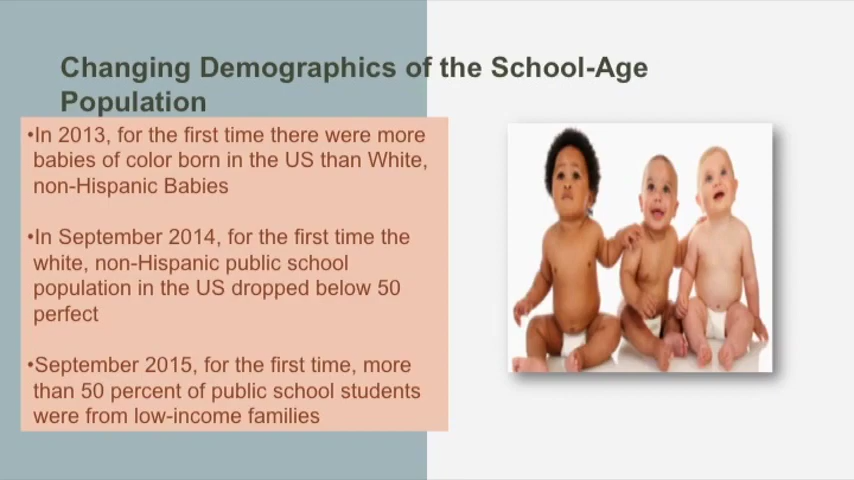 Changing Demographics of the School-Age
Population
•In 2013, for the first time there were more
babies of color born in the US than White,
non-Hispanic Babies
•In September 2014, for the first time the
white, non-Hispanic public school
population in the US dropped below 50
perfect
•September 2015, for the first time, more
than 50 percent of public school students
were from low-income families